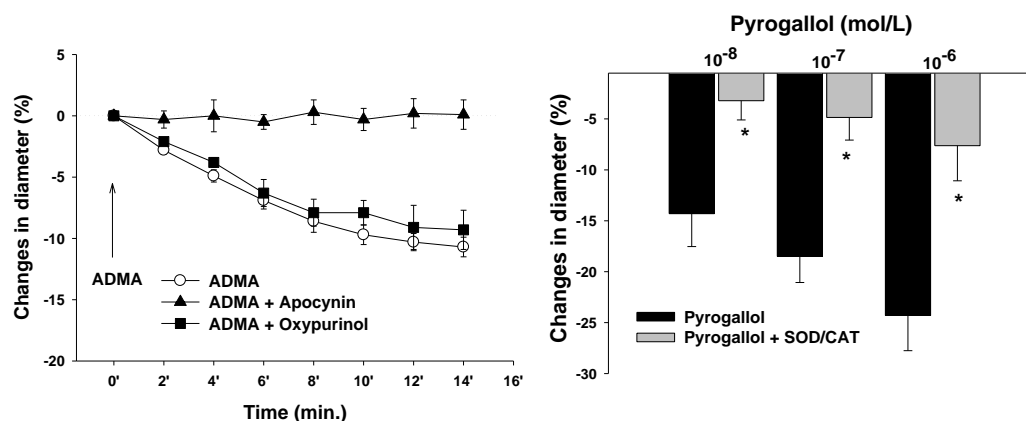 Changes in diameter (%)
5
0
-5
-10
-15
-20
ADMA
ADMA
ADMA + Apocynin
ADMA + Oxypurinol
0' 2' 4' 6' 8' 10' 12' 14' 16'
Time (min.)
Pyrogallol (mol/L)
10-8 10-7 10-6
Changes in diameter (%)
-5
-10
-15
-20
-25
-30
*
*
*
Pyrogallol
Pyrogallol + SOD/CAT